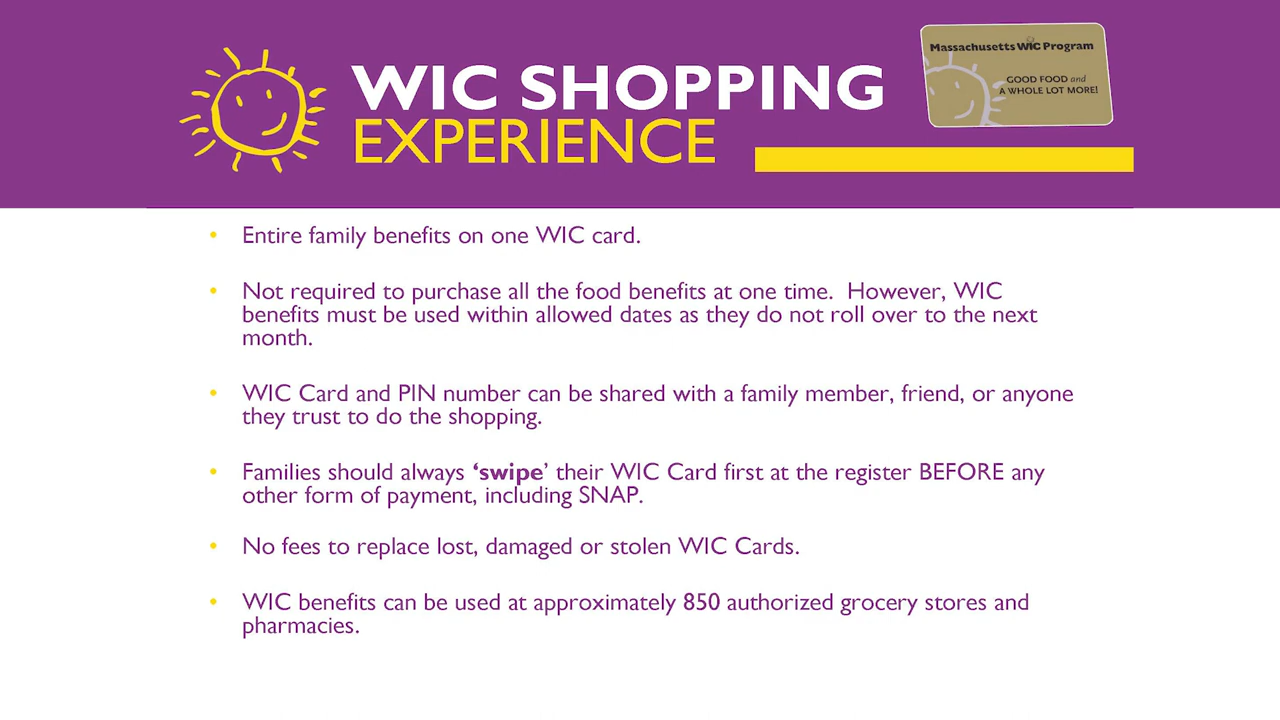 Massachusetts WIC Program
GOOD FOOD and
A WHOLE LOT MORE!
WIC SHOPPING
EXPERIENCE
• Entire family benefits on one WIC card.
• Not required to purchase all the food benefits at one time.  However, WIC
benefits must be used within allowed dates as they do not roll over to the next
month.
• WIC Card and PIN number can be shared with a family member, friend, or anyone
they trust to do the shopping.
• Families should always ‘swipe’ their WIC Card first at the register BEFORE any
other form of payment, including SNAP.
• No fees to replace lost, damaged or stolen WIC Cards.
• WIC benefits can be used at approximately 850 authorized grocery stores and
pharmacies.